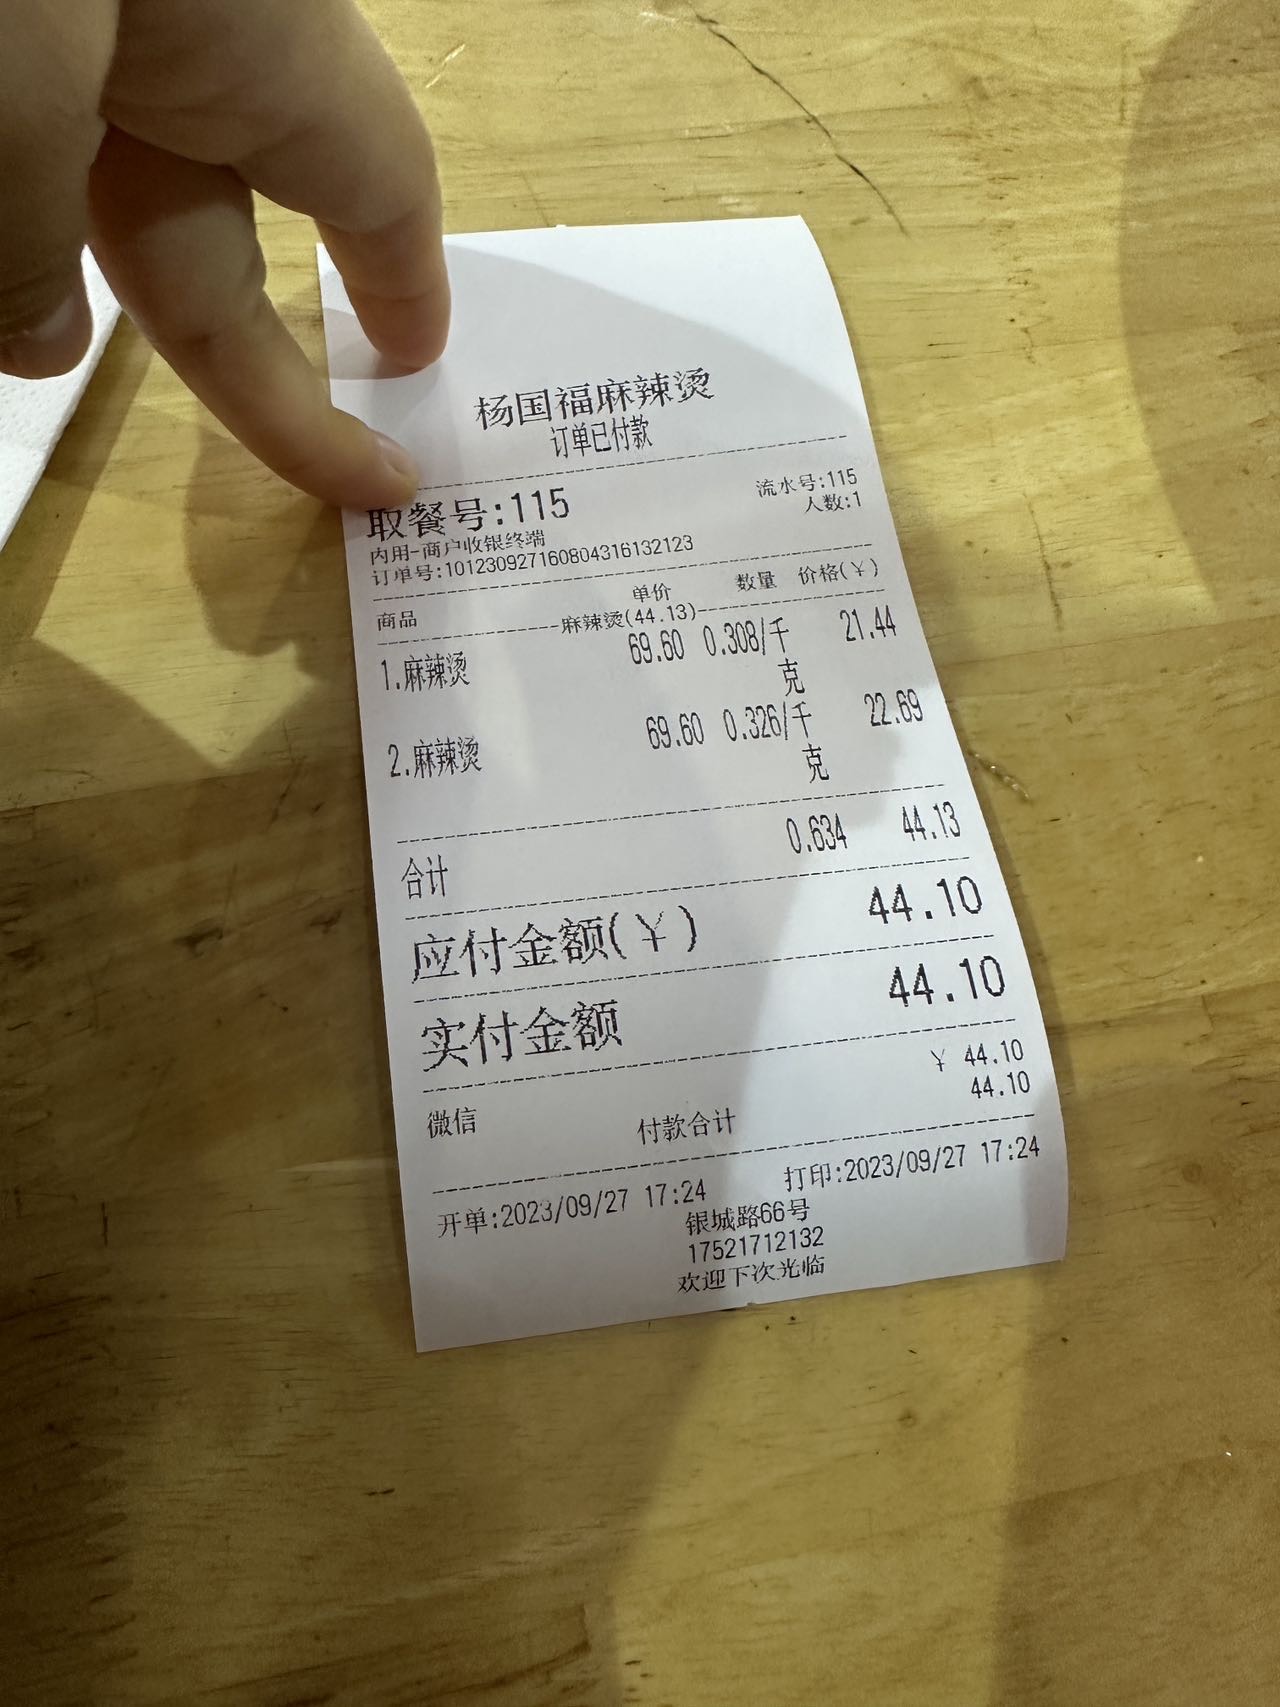 杨国福麻辣烫
订单已付款
取餐号:115 流水号:115
人数:1
内用-商户收银终端
订单号:101230927160804316132123
商品 单价 数量 价格(¥)
麻辣烫(44.13)
1.麻辣烫 69.60 0.308/千克 21.44
2.麻辣烫 69.60 0.326/千克 22.69
合计 0.634 44.13
应付金额(¥) 44.10
实付金额 44.10
微信 ¥ 44.10
付款合计 44.10
开单:2023/09/27 17:24 打印:2023/09/27 17:24
银城路66号
17521712132
欢迎下次光临